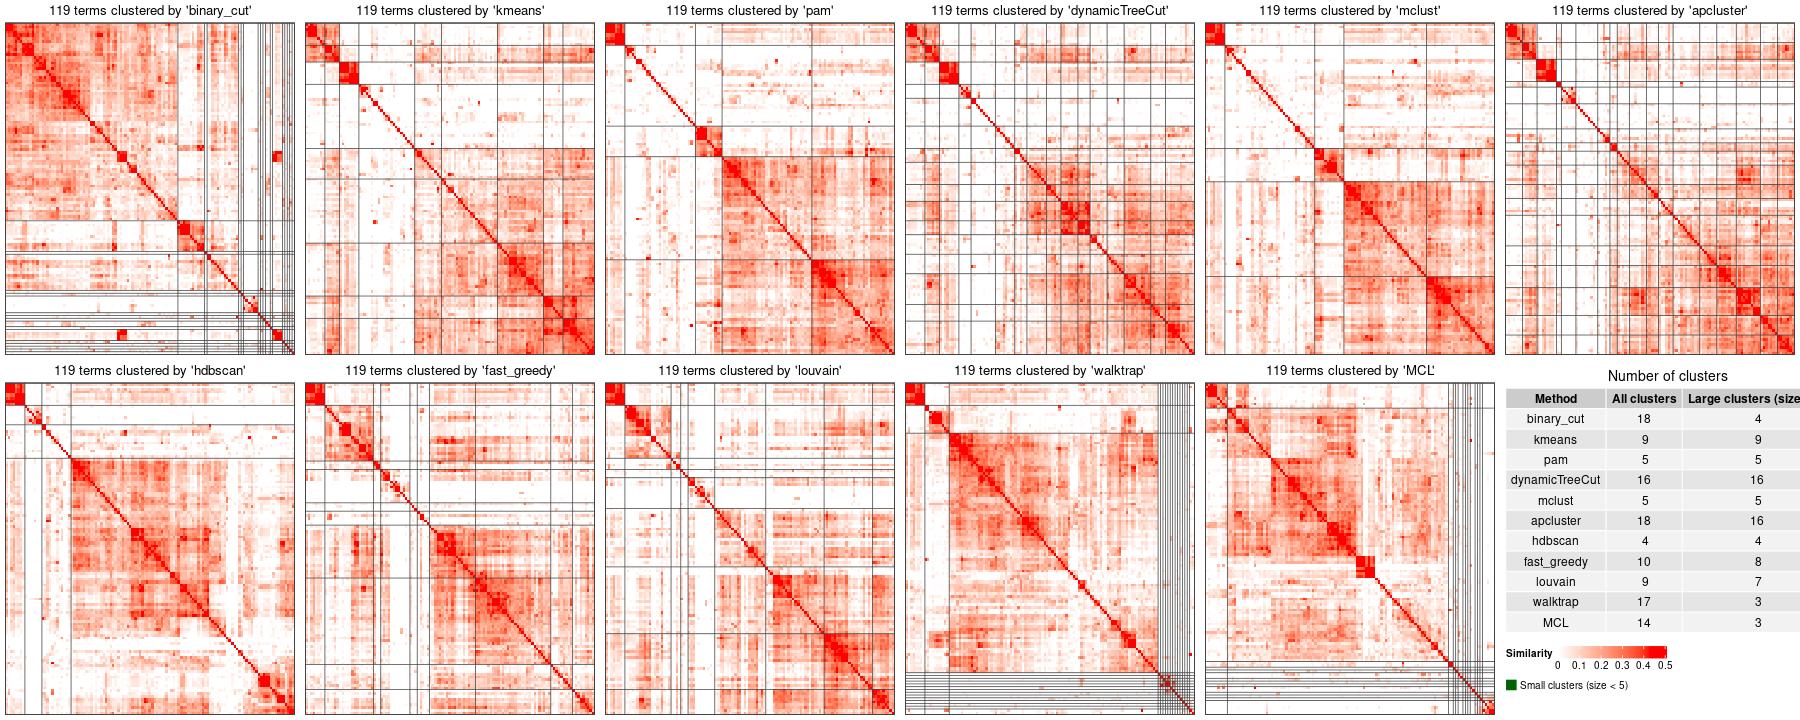 119 terms clustered by 'binary_cut'
119 terms clustered by 'kmeans'
119 terms clustered by 'pam'
119 terms clustered by 'dynamicTreeCut'
119 terms clustered by 'mclust'
119 terms clustered by 'apcluster'
119 terms clustered by 'hdbscan'
119 terms clustered by 'fast_greedy'
119 terms clustered by 'louvain'
119 terms clustered by 'walktrap'
119 terms clustered by 'MCL'
Number of clusters
Method All clusters Large clusters (size
binary_cut 18 4
kmeans 9 9
pam 5 5
dynamicTreeCut 16 16
mclust 5 5
apcluster 18 16
hdbscan 4 4
fast_greedy 10 8
louvain 9 7
walktrap 17 3
MCL 14 3
Similarity
0 0.1 0.2 0.3 0.4 0.5
Small clusters (size < 5)